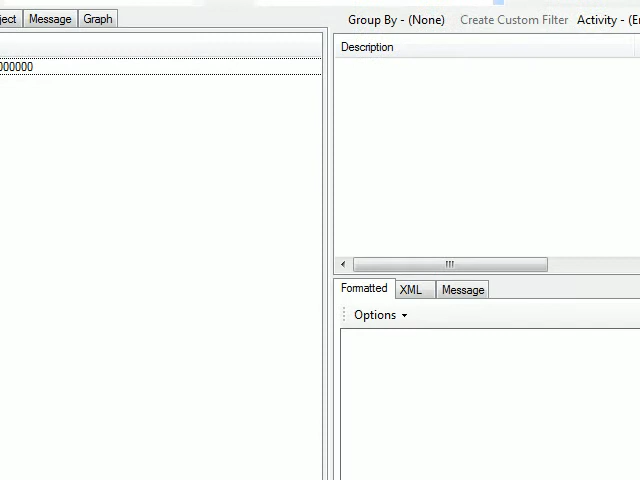 ject Message Graph
000000
Group By - (None) Create Custom Filter Activity - (E
Description
Formatted XML Message
Options